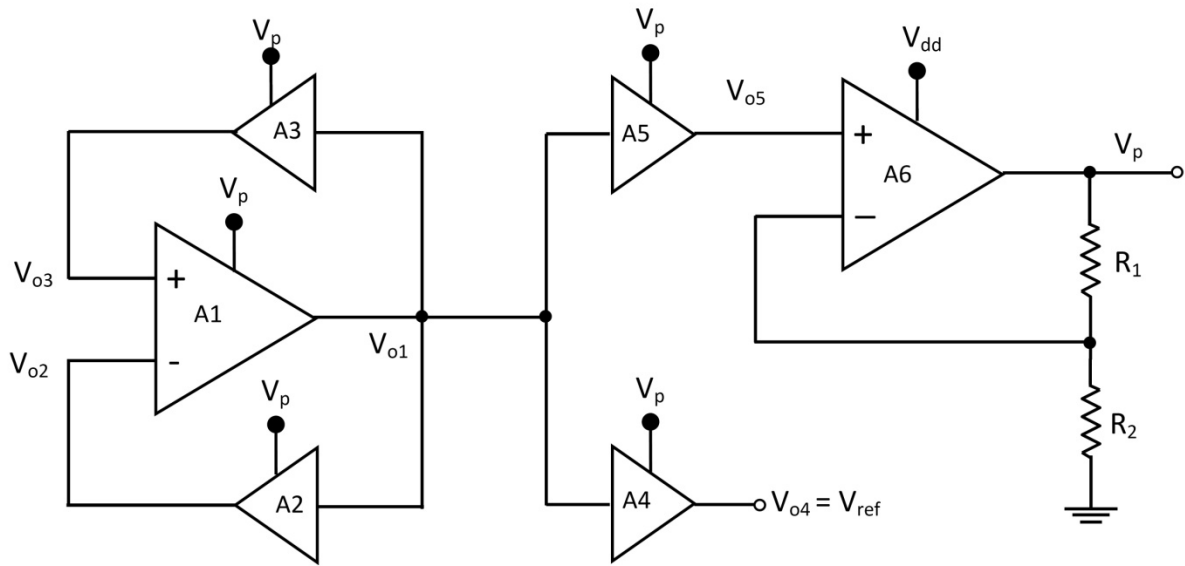 Vp
Vp
Vdd
A3
A5
Vo5
+
A6
−
Vp
Vp
Vo3
+
A1
-
Vo2
Vo1
R1
Vp
Vp
R2
A2
A4
Vo4 = Vref